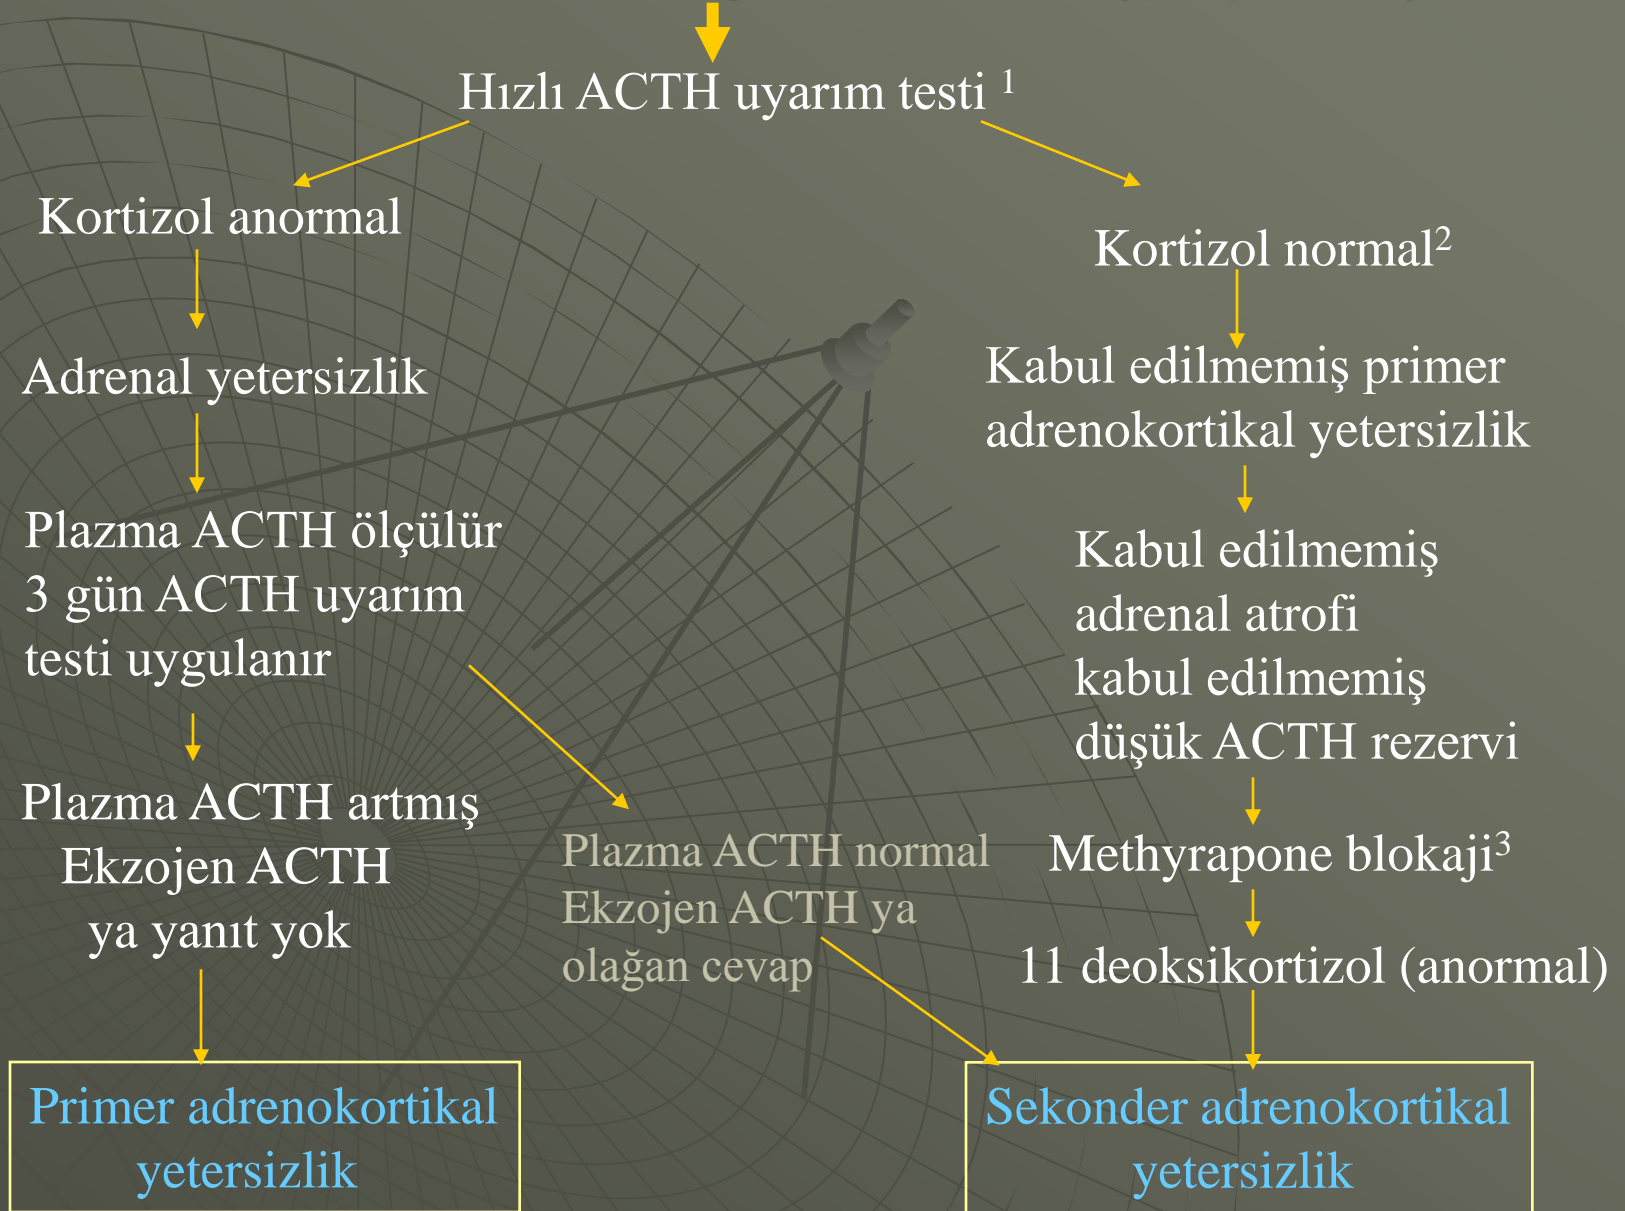 Hızlı ACTH uyarım testi ¹
Kortizol anormal
Adrenal yetersizlik
Plazma ACTH ölçülür
3 gün ACTH uyarım
testi uygulanır
Plazma ACTH artmış
Ekzojen ACTH
ya yanıt yok
Primer adrenokortikal
yetersizlik
Plazma ACTH normal
Ekzojen ACTH ya
olağan cevap
Kortizol normal²
Kabul edilmemiş primer
adrenokortikal yetersizlik
Kabul edilmemiş
adrenal atrofi
kabul edilmemiş
düşük ACTH rezervi
Methyrapone blokaji³
11 deoksikortizol (anormal)
Sekonder adrenokortikal
yetersizlik